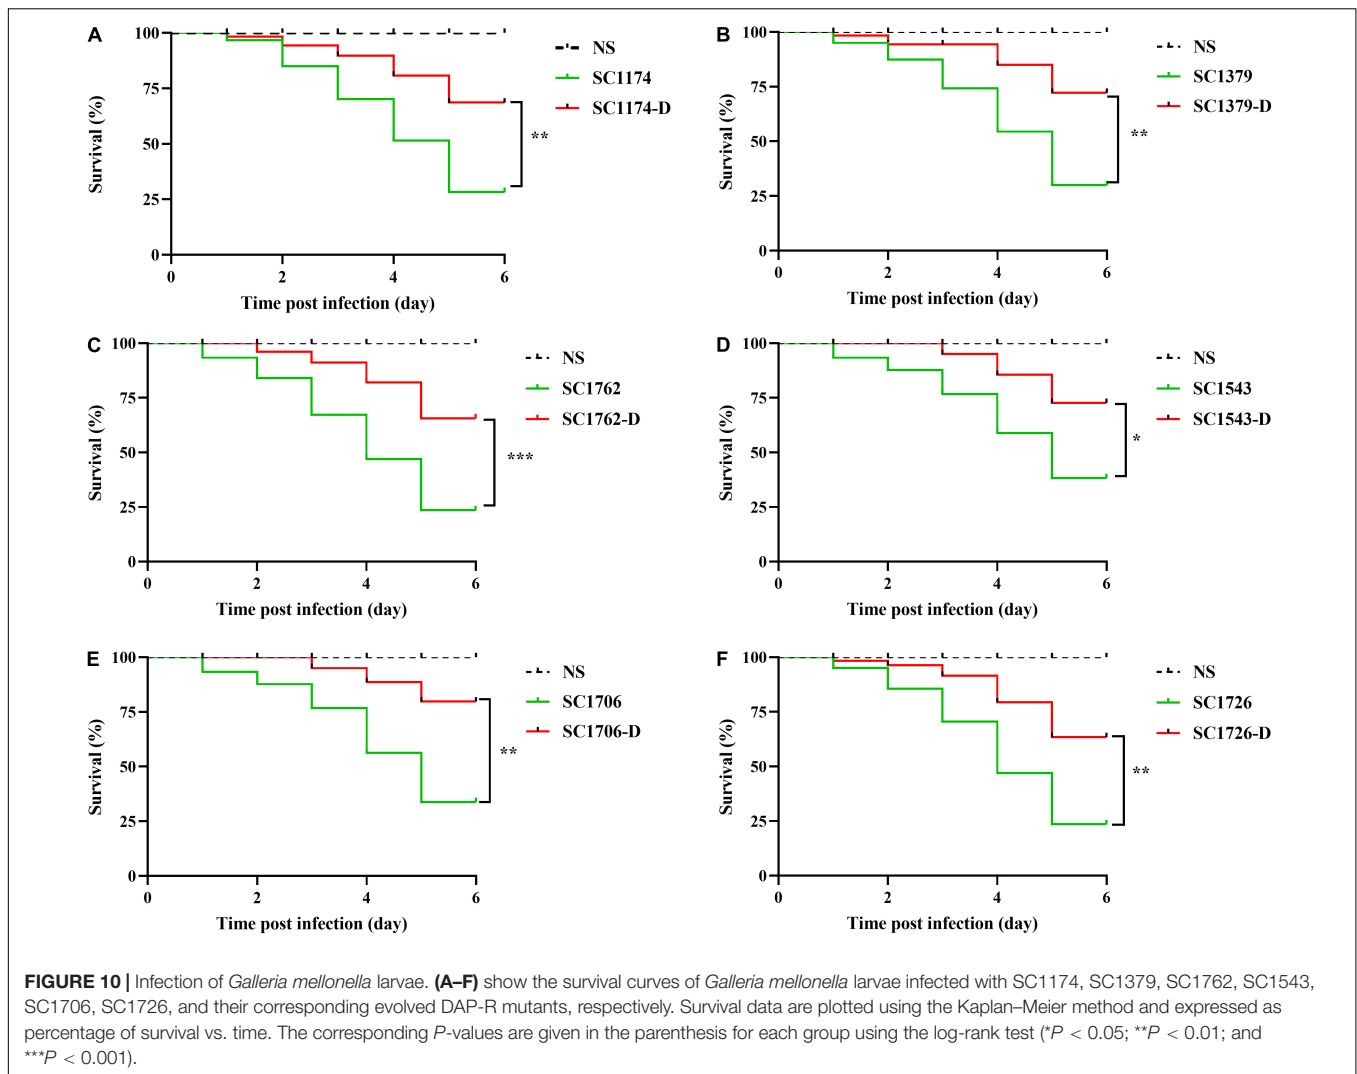 A
100
75
50
25
0
Survival (%)
0 2 4 6
Time post infection (day)
NS
SC1174
SC1174-D
**
B
100
75
50
25
0
Survival (%)
0 2 4 6
Time post infection (day)
NS
SC1379
SC1379-D
**
C
100
75
50
25
0
Survival (%)
0 2 4 6
Time post infection (day)
NS
SC1762
SC1762-D
***
D
100
75
50
25
0
Survival (%)
0 2 4 6
Time post infection (day)
NS
SC1543
SC1543-D
*
E
100
75
50
25
0
Survival (%)
0 2 4 6
Time post infection (day)
NS
SC1706
SC1706-D
**
F
100
75
50
25
0
Survival (%)
0 2 4 6
Time post infection (day)
NS
SC1726
SC1726-D
**
FIGURE 10 | Infection of Galleria mellonella larvae. (A–F) show the survival curves of Galleria mellonella larvae infected with SC1174, SC1379, SC1762, SC1543,
SC1706, SC1726, and their corresponding evolved DAP-R mutants, respectively. Survival data are plotted using the Kaplan–Meier method and expressed as
percentage of survival vs. time. The corresponding P-values are given in the parenthesis for each group using the log-rank test (*P < 0.05; **P < 0.01; and
***P < 0.001).